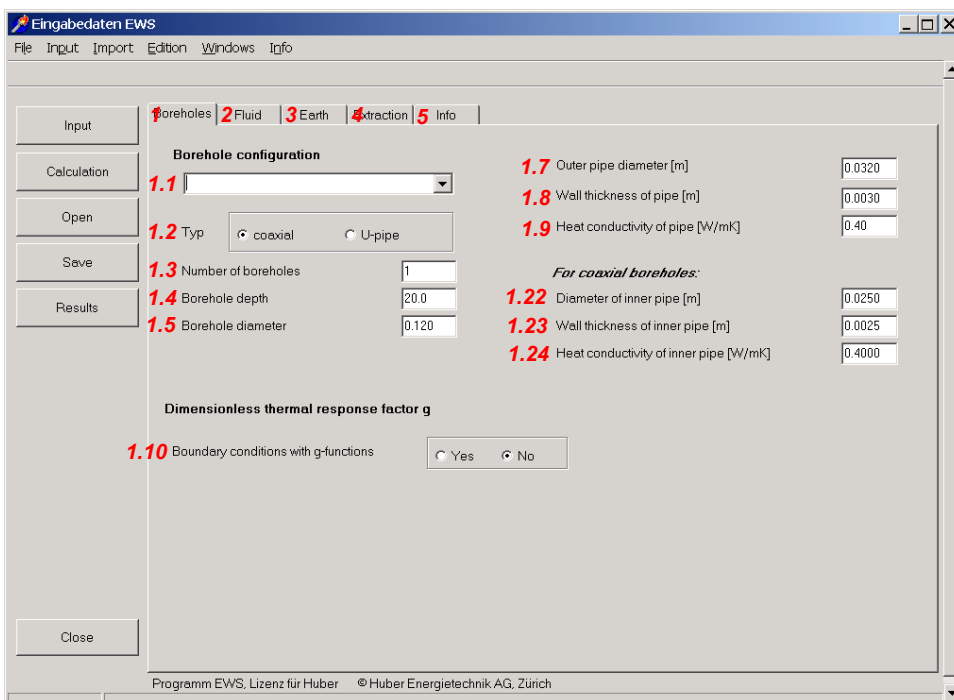 Eingabedaten EWS
File Input Import Edition Windows Info
1 Boreholes 2 Fluid 3 Earth 4 Extraction 5 Info
Input
Calculation
Open
Save
Results
Close
Borehole configuration
1.1
1.2 Typ coaxial U-pipe
1.3 Number of boreholes 1
1.4 Borehole depth 20.0
1.5 Borehole diameter 0.120
1.7 Outer pipe diameter [m] 0.0320
1.8 Wall thickness of pipe [m] 0.0030
1.9 Heat conductivity of pipe [W/mK] 0.40
For coaxial boreholes:
1.22 Diameter of inner pipe [m] 0.0250
1.23 Wall thickness of inner pipe [m] 0.0025
1.24 Heat conductivity of inner pipe [W/mK] 0.4000
Dimensionless thermal response factor g
1.10 Boundary conditions with g-functions Yes No
Programm EWS, Lizenz für Huber © Huber Energietechnik AG, Zürich